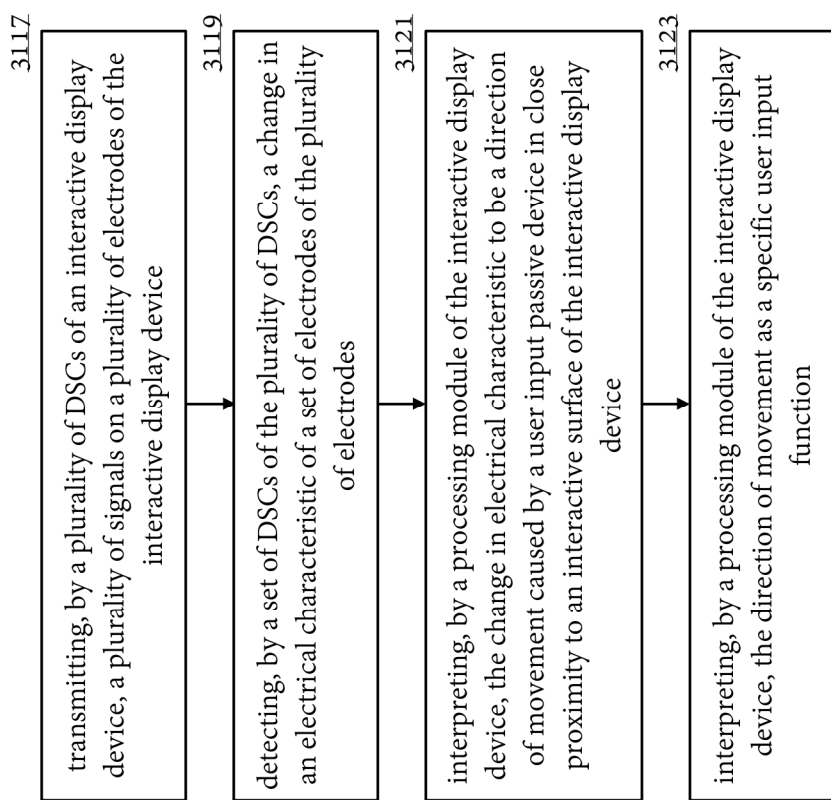 3117
transmitting, by a plurality of DSCs of an interactive display
device, a plurality of signals on a plurality of electrodes of the
interactive display device
3119
detecting, by a set of DSCs of the plurality of DSCs, a change in
an electrical characteristic of a set of electrodes of the plurality
of electrodes
3121
interpreting, by a processing module of the interactive display
device, the change in electrical characteristic to be a direction
of movement caused by a user input passive device in close
proximity to an interactive surface of the interactive display
device
3123
interpreting, by a processing module of the interactive display
device, the direction of movement as a specific user input
function